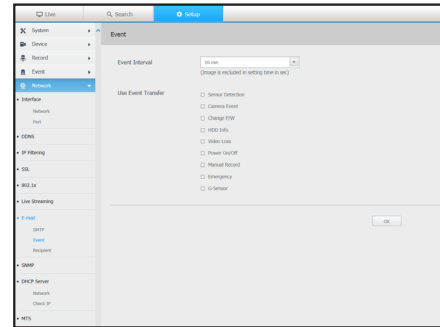 Live
Search
Setup
System
Device
Record
Event
Network
Interface
Network
Port
DDNS
IP Filtering
SSL
802.1x
Live Streaming
E-mail
SMTP
Event
Recipient
SNMP
DHCP Server
Network
Check IP
MTS
Event
Event Interval
10 min
(Image is excluded in setting time in sec)
Use Event Transfer
Sensor Detection
Camera Event
Change P/W
HDD Info
Video Loss
Power On/Off
Manual Record
Emergency
G-Sensor
OK